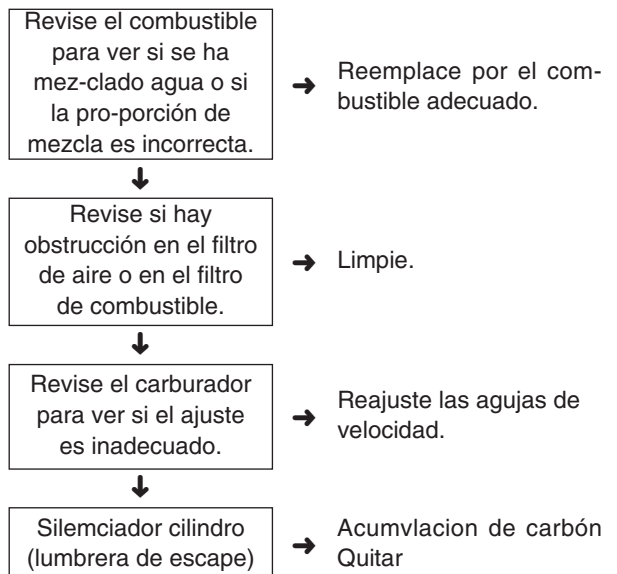 Revise el combustible
para ver si se ha
mez-clado agua o si
la pro-porción de
mezcla es incorrecta.
Reemplace por el com-
bustible adecuado.
Revise si hay
obstrucción en el filtro
de aire o en el filtro
de combustible.
Limpie.
Revise el carburador
para ver si el ajuste
es inadecuado.
Reajuste las agujas de
velocidad.
Silemciador cilindro
(lumbrera de escape)
Acumvlacion de carbón
Quitar